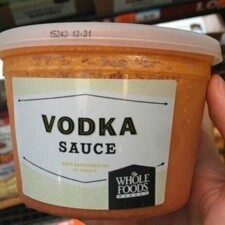 15243 13:31
VODKA
SAUCE
WHOLE
FOODS
MARKET